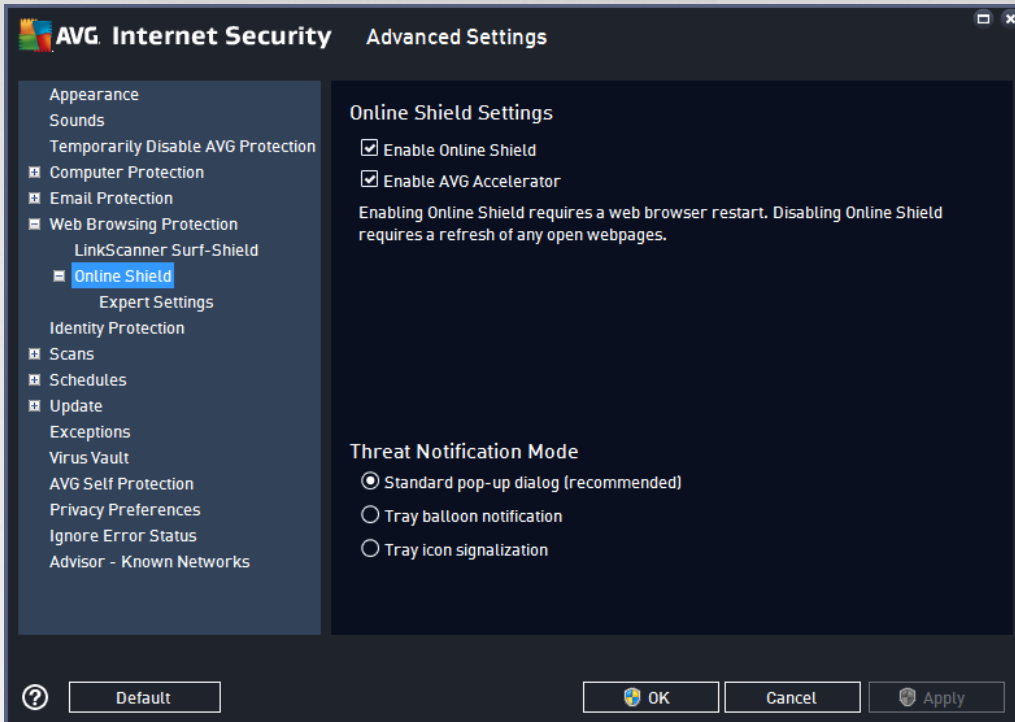 AVG. Internet Security Advanced Settings
Appearance
Sounds
Temporarily Disable AVG Protection
Computer Protection
Email Protection
Web Browsing Protection
LinkScanner Surf-Shield
Online Shield
Expert Settings
Identity Protection
Scans
Schedules
Update
Exceptions
Virus Vault
AVG Self Protection
Privacy Preferences
Ignore Error Status
Advisor - Known Networks
Online Shield Settings
Enable Online Shield
Enable AVG Accelerator
Enabling Online Shield requires a web browser restart. Disabling Online Shield
requires a refresh of any open webpages.
Threat Notification Mode
Standard pop-up dialog (recommended)
Tray balloon notification
Tray icon signalization
? Default OK Cancel Apply